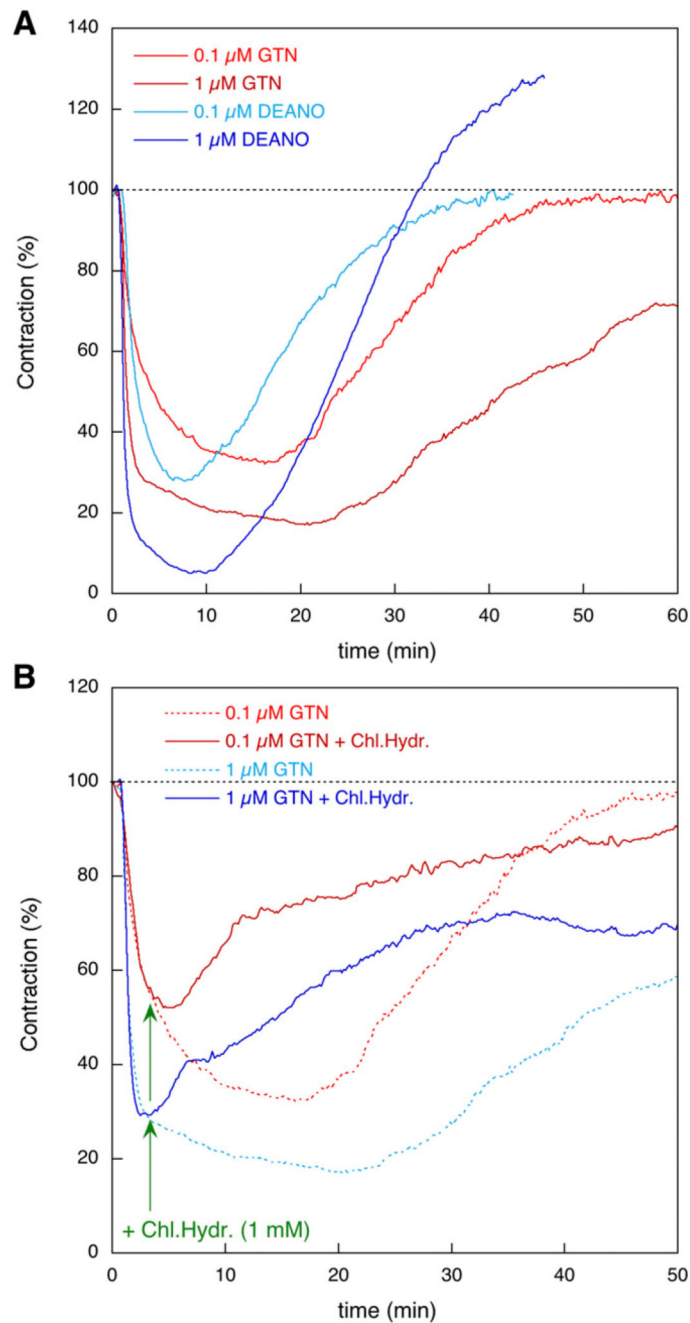 A
140
120
100
80
60
40
20
0
Contraction (%)
0.1 µM GTN
1 µM GTN
0.1 µM DEANO
1 µM DEANO
0 10 20 30 40 50 60
time (min)
B
120
100
80
60
40
20
0
Contraction (%)
0.1 µM GTN
0.1 µM GTN + Chl.Hydr.
1 µM GTN
1 µM GTN + Chl.Hydr.
+ Chl.Hydr. (1 mM)
0 10 20 30 40 50
time (min)